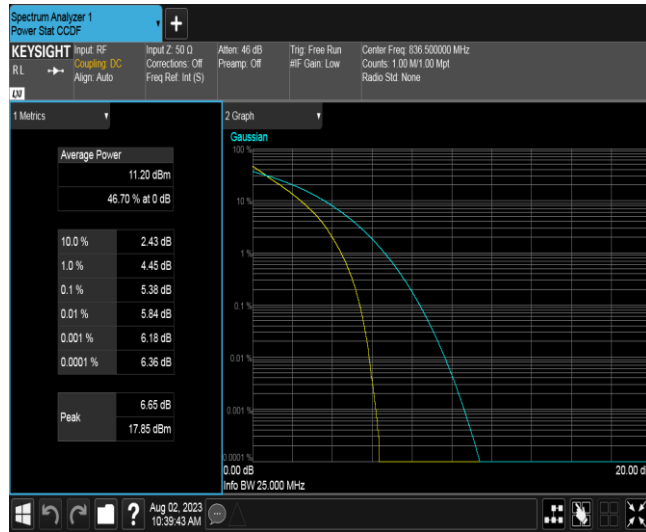 Spectrum Analyzer 1
Power Stat CCDF
+
KEYSIGHT
RL
LXI
Input: RF
Coupling: DC
Align: Auto
Input Z: 50 Ω
Corrections: Off
Freq Ref: Int (S)
Atten: 46 dB
Preamp: Off
Trig: Free Run
#IF Gain: Low
Center Freq: 836.500000 MHz
Counts: 1.00 M/1.00 Mpt
Radio Std: None
1 Metrics
Average Power
11.20 dBm
46.70 % at 0 dB
10.0 % 2.43 dB
1.0 % 4.45 dB
0.1 % 5.38 dB
0.01 % 5.84 dB
0.001 % 6.18 dB
0.0001 % 6.36 dB
Peak
6.65 dB
17.85 dBm
2 Graph
Gaussian
100 %
10 %
1 %
0.1 %
0.01 %
0.001 %
0.0001 %
0.00 dB
20.00 d
Info BW 25.000 MHz
?
Aug 02, 2023
10:39:43 AM